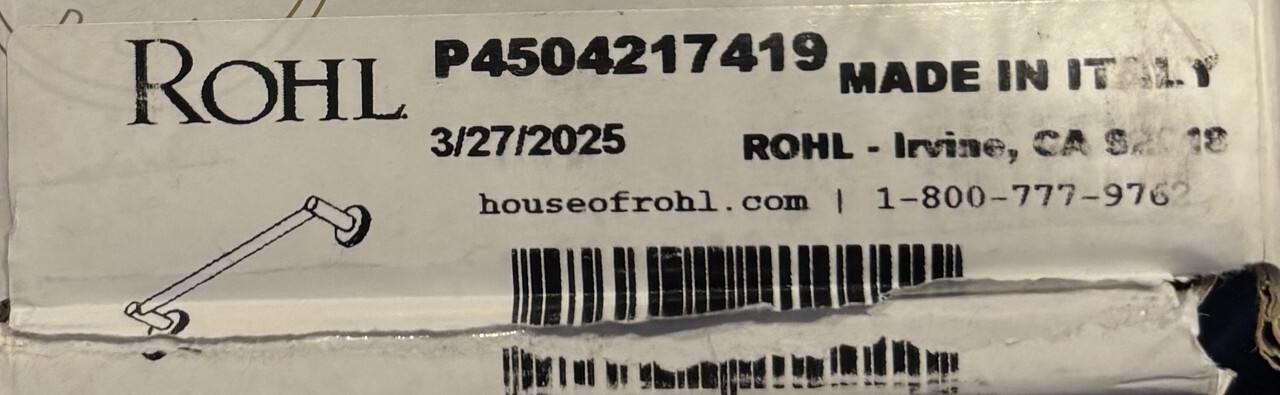 ROHL
P4504217419 MADE IN ITALY
3/27/2025 ROHL - Irvine, CA
houseofrohl.com | 1-800-777-9762